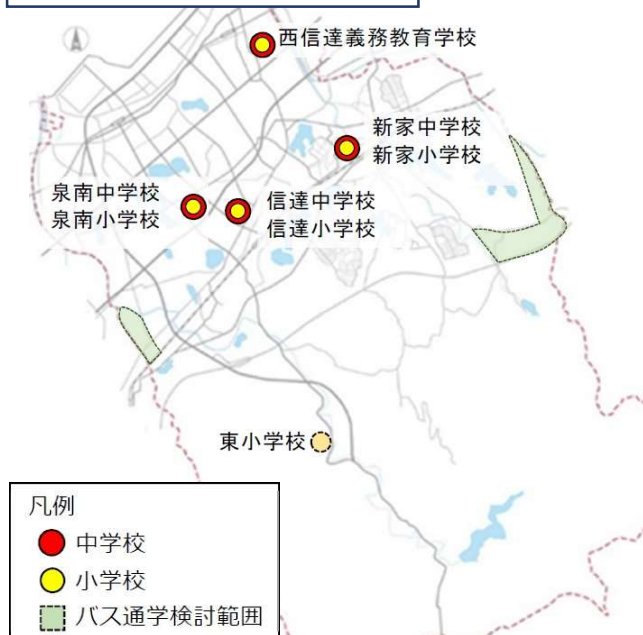 西信達義務教育学校
新家中学校
新家小学校
泉南中学校
泉南小学校
信達中学校
信達小学校
東小学校
凡例
中学校
小学校
バス通学検討範囲